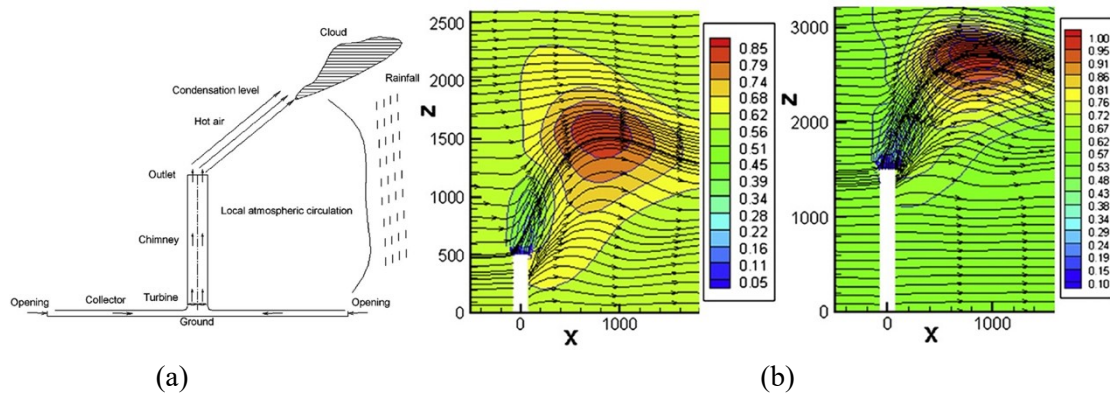 Cloud
Rainfall
Condensation level
Hot air
Outlet
Local atmospheric circulation
Chimney
Opening
Collector
Turbine
Opening
Ground
(a)
2500
2000
Z
1500
1000
500
0
0
1000
X
0.85
0.79
0.74
0.68
0.62
0.56
0.51
0.45
0.39
0.34
0.28
0.22
0.16
0.11
0.05
3000
Z
2000
1000
0
0
1000
X
1.00
0.95
0.91
0.86
0.81
0.76
0.72
0.67
0.62
0.57
0.53
0.48
0.43
0.38
0.34
0.29
0.24
0.19
0.15
0.10
(b)